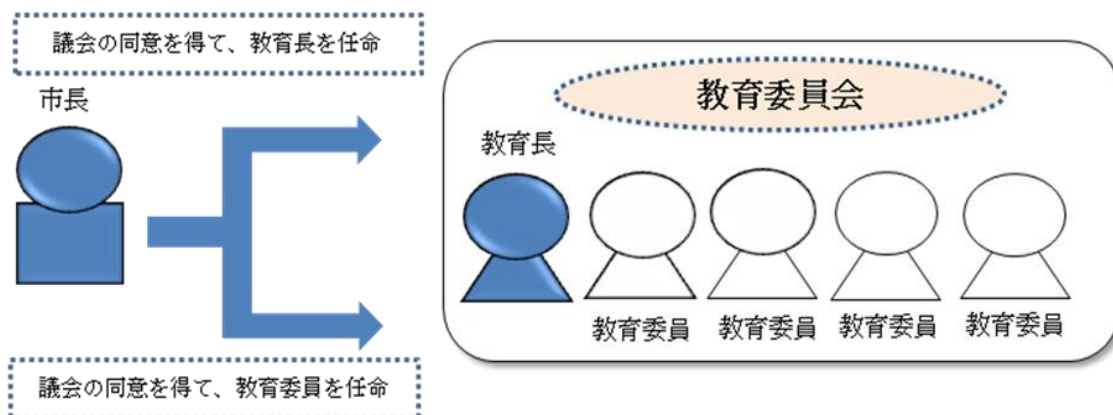 議会の同意を得て、教育長を任命
市長
教育委員会
教育長
教育委員
教育委員
教育委員
教育委員
議会の同意を得て、教育委員を任命